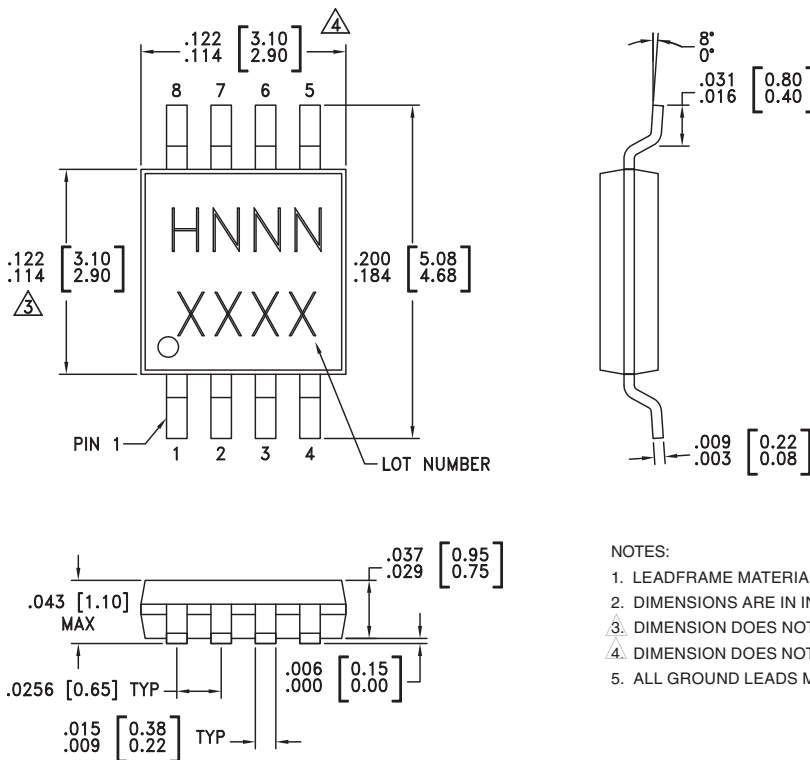 4
.122 [3.10]
.114 [2.90]
8 7 6 5
8°
0°
.031 [0.80]
.016 [0.40]
HNNN
XXXX
.122 [3.10]
.114 [2.90]
3
.200 [5.08]
.184 [4.68]
PIN 1
1 2 3 4
LOT NUMBER
.009 [0.22]
.003 [0.08]
.037 [0.95]
.029 [0.75]
.043 [1.10]
MAX
.006 [0.15]
.000 [0.00]
.0256 [0.65] TYP
.015 [0.38]
.009 [0.22]
TYP
NOTES:
1. LEADFRAME MATERIA
2. DIMENSIONS ARE IN IN
3. DIMENSION DOES NOT
4. DIMENSION DOES NOT
5. ALL GROUND LEADS M